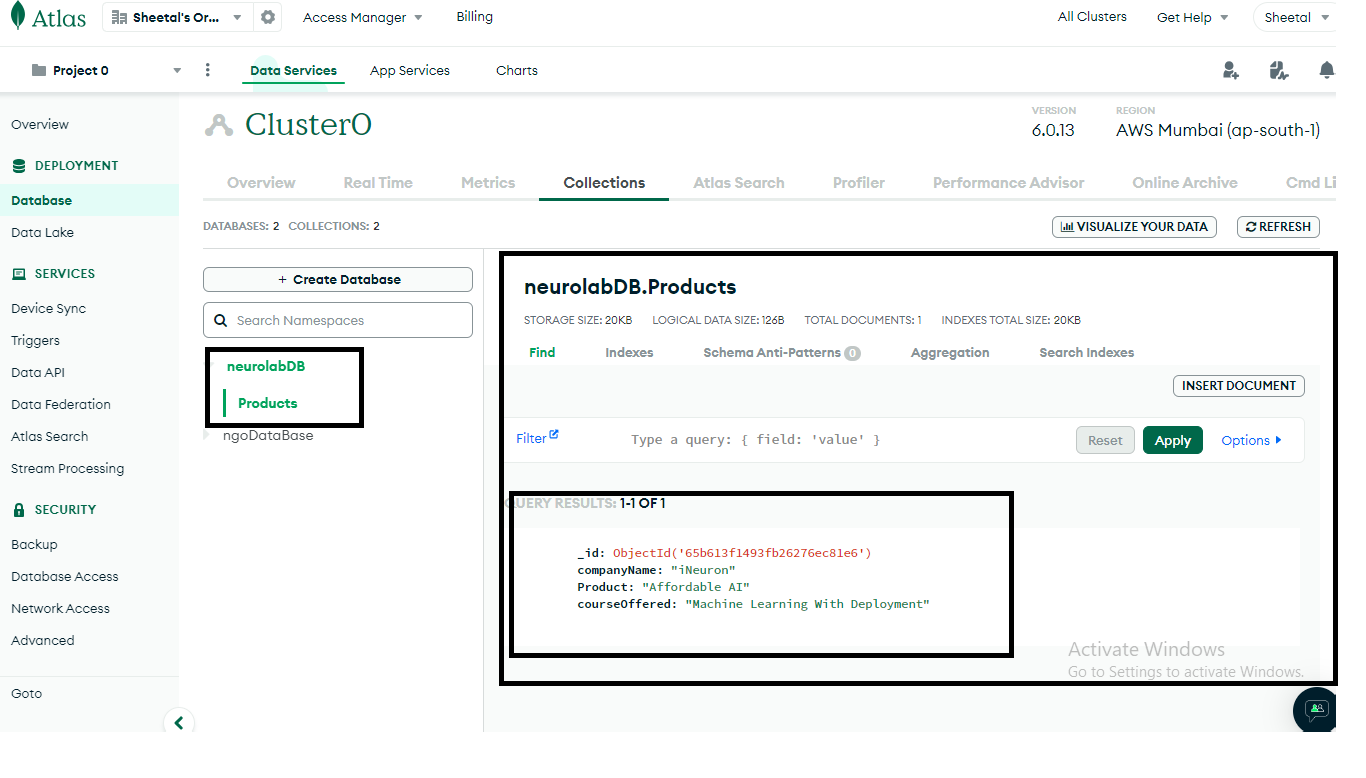 Atlas Sheetal's Or... Access Manager Billing All Clusters Get Help Sheetal
Project 0 Data Services App Services Charts
Overview
DEPLOYMENT
Database
Data Lake
SERVICES
Device Sync
Triggers
Data API
Data Federation
Atlas Search
Stream Processing
SECURITY
Backup
Database Access
Network Access
Advanced
Goto
Cluster0
VERSION
6.0.13
REGION
AWS Mumbai (ap-south-1)
Overview Real Time Metrics Collections Atlas Search Profiler Performance Advisor Online Archive Cmd Li
DATABASES: 2 COLLECTIONS: 2
VISUALIZE YOUR DATA REFRESH
+ Create Database
Search Namespaces
neurolabDB
Products
ngoDataBase
neurolabDB.Products
STORAGE SIZE: 20KB LOGICAL DATA SIZE: 126B TOTAL DOCUMENTS: 1 INDEXES TOTAL SIZE: 20KB
Find Indexes Schema Anti-Patterns 0 Aggregation Search Indexes
INSERT DOCUMENT
Filter Type a query: { field: 'value' } Reset Apply Options
QUERY RESULTS: 1-1 OF 1
_id: ObjectId('65b613f1493fb26276ec81e6')
companyName: "iNeuron"
Product: "Affordable AI"
courseOffered: "Machine Learning With Deployment"
Activate Windows
Go to Settings to activate Windows.